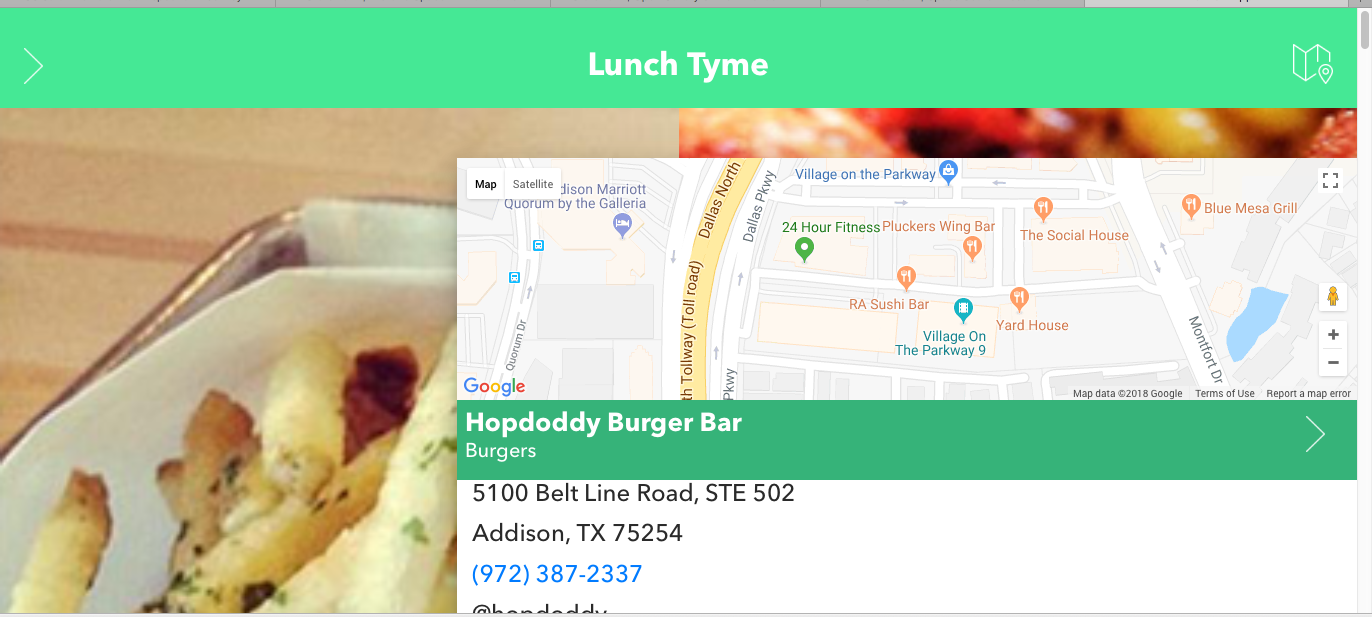 Lunch Tyme
Map
Satellite
dison Marriott
Quorum by the Galleria
Dallas North
Dallas Pkwy
Village on the Parkway
24 Hour Fitness
Pluckers Wing Bar
The Social House
Blue Mesa Grill
RA Sushi Bar
Yard House
Village On
The Parkway 9
Quorum Dr
th Tollway (Toll road)
Pkwy
Montfort Dr
Google
Map data ©2018 Google
Terms of Use
Report a map error
Hopdoddy Burger Bar
Burgers
5100 Belt Line Road, STE 502
Addison, TX 75254
(972) 387-2337
@hopdoddy